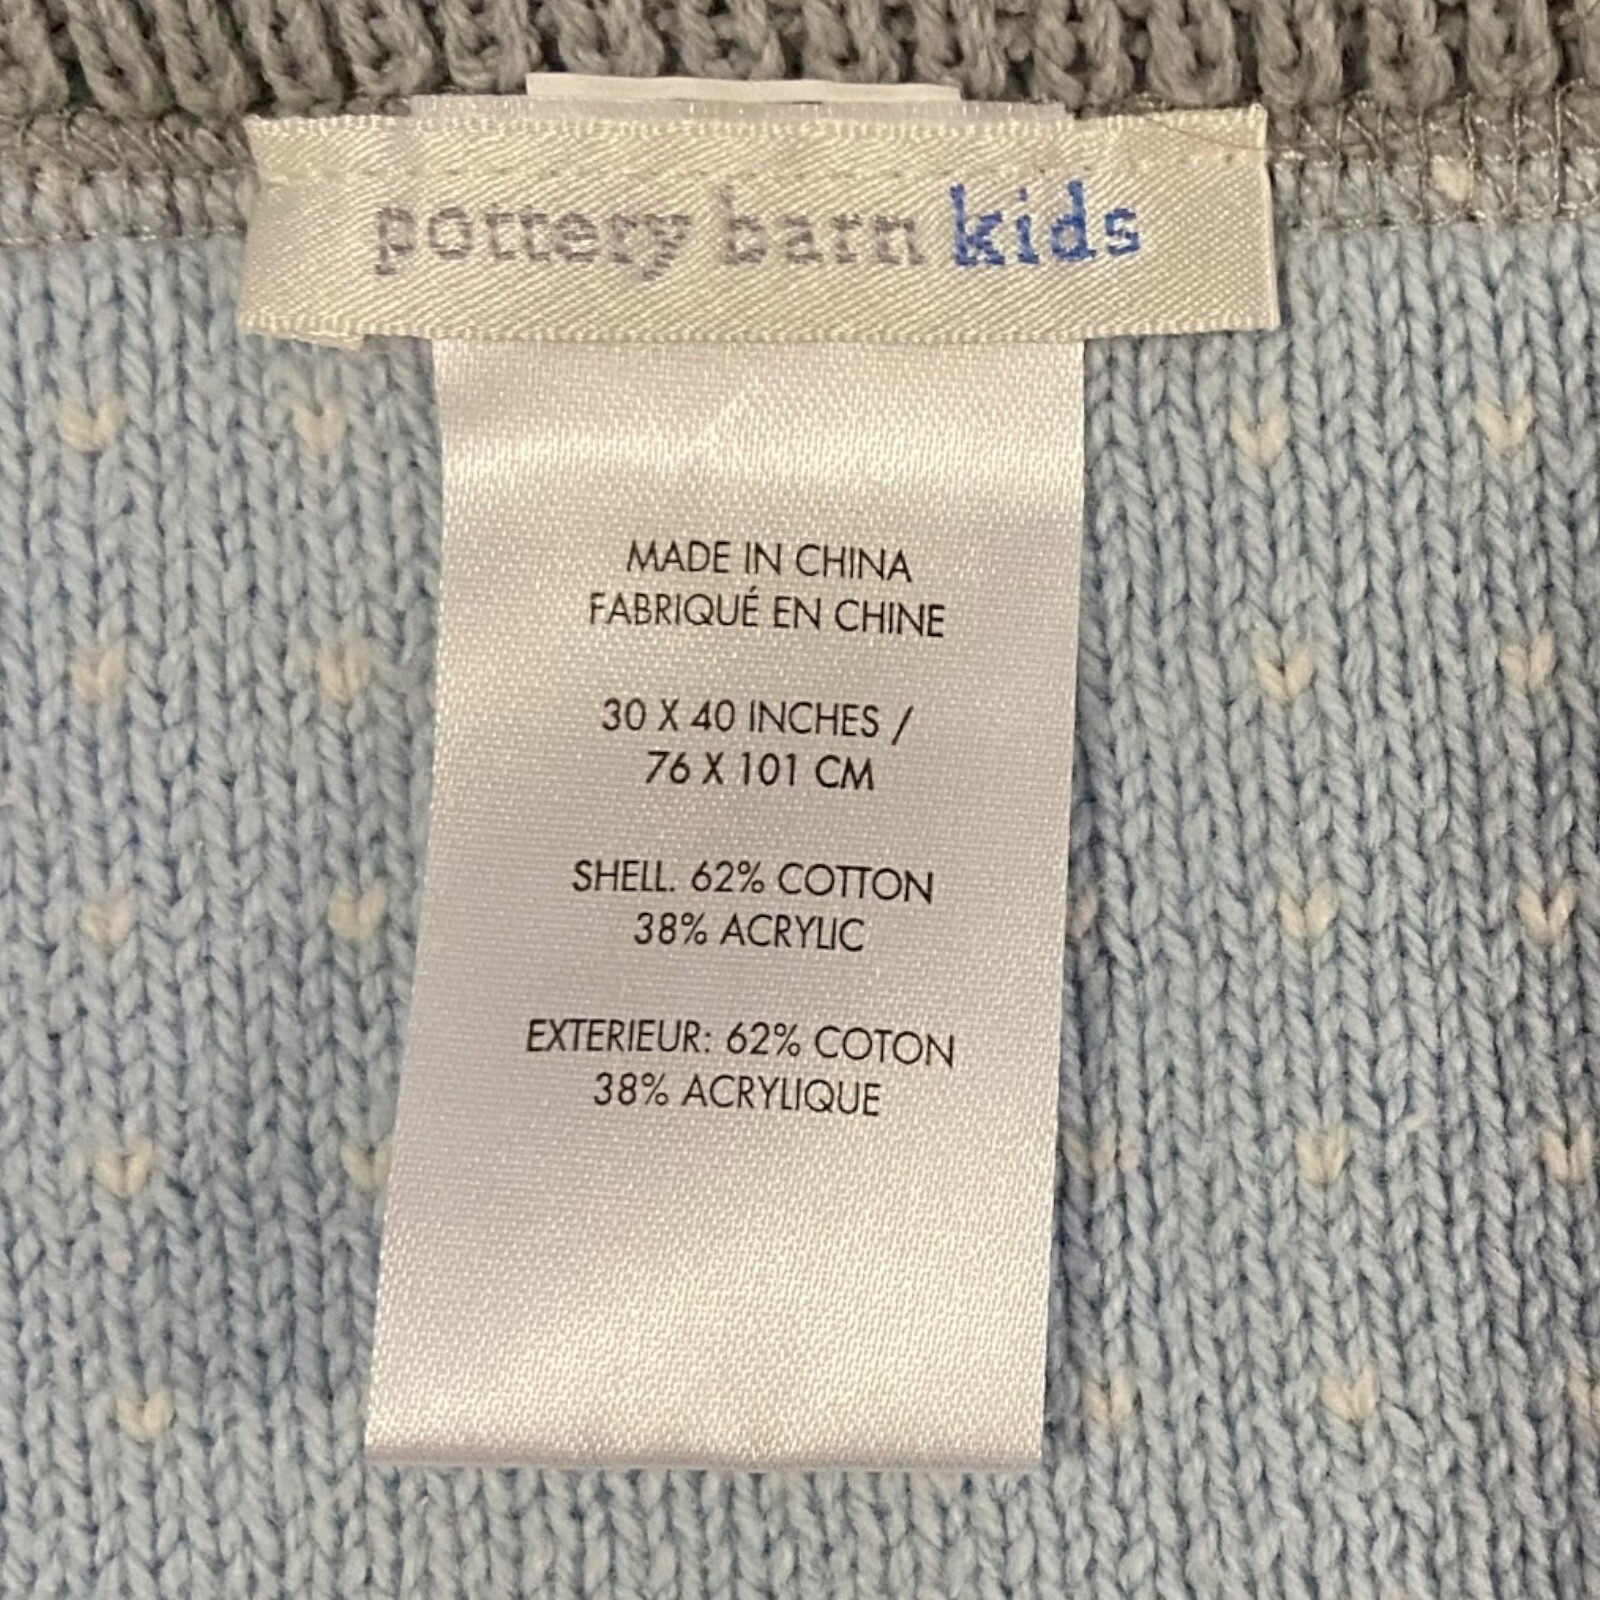 pottery barn kids
MADE IN CHINA
FABRIQUÉ EN CHINE
30 X 40 INCHES /
76 X 101 CM
SHELL. 62% COTTON
38% ACRYLIC
EXTERIEUR: 62% COTON
38% ACRYLIQUE